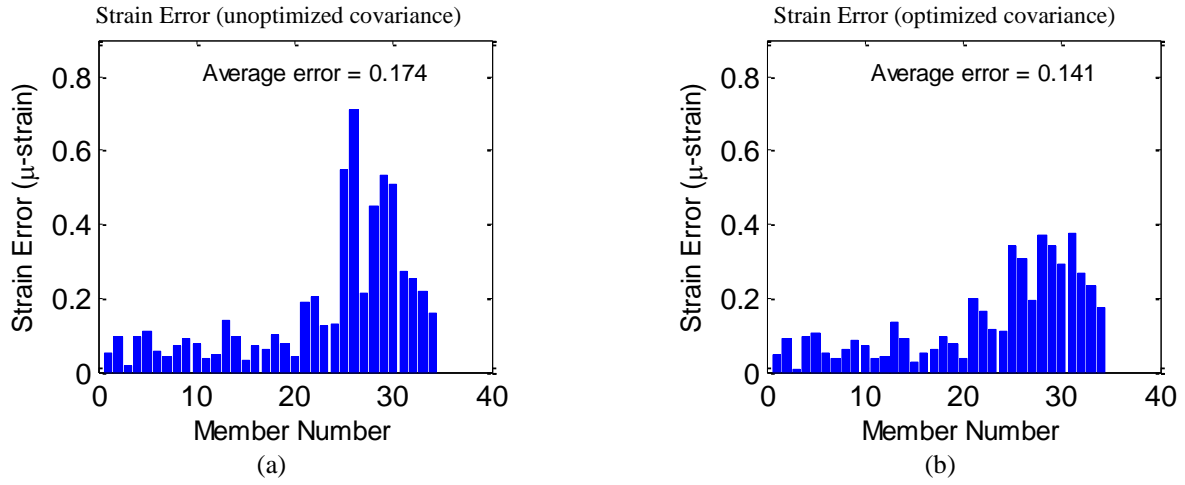 Strain Error (unoptimized covariance)
Average error = 0.174
Strain Error (μ-strain)
0.8
0.6
0.4
0.2
0
0 10 20 30 40
Member Number
(a)
Strain Error (optimized covariance)
Average error = 0.141
Strain Error (μ-strain)
0.8
0.6
0.4
0.2
0
0 10 20 30 40
Member Number
(b)